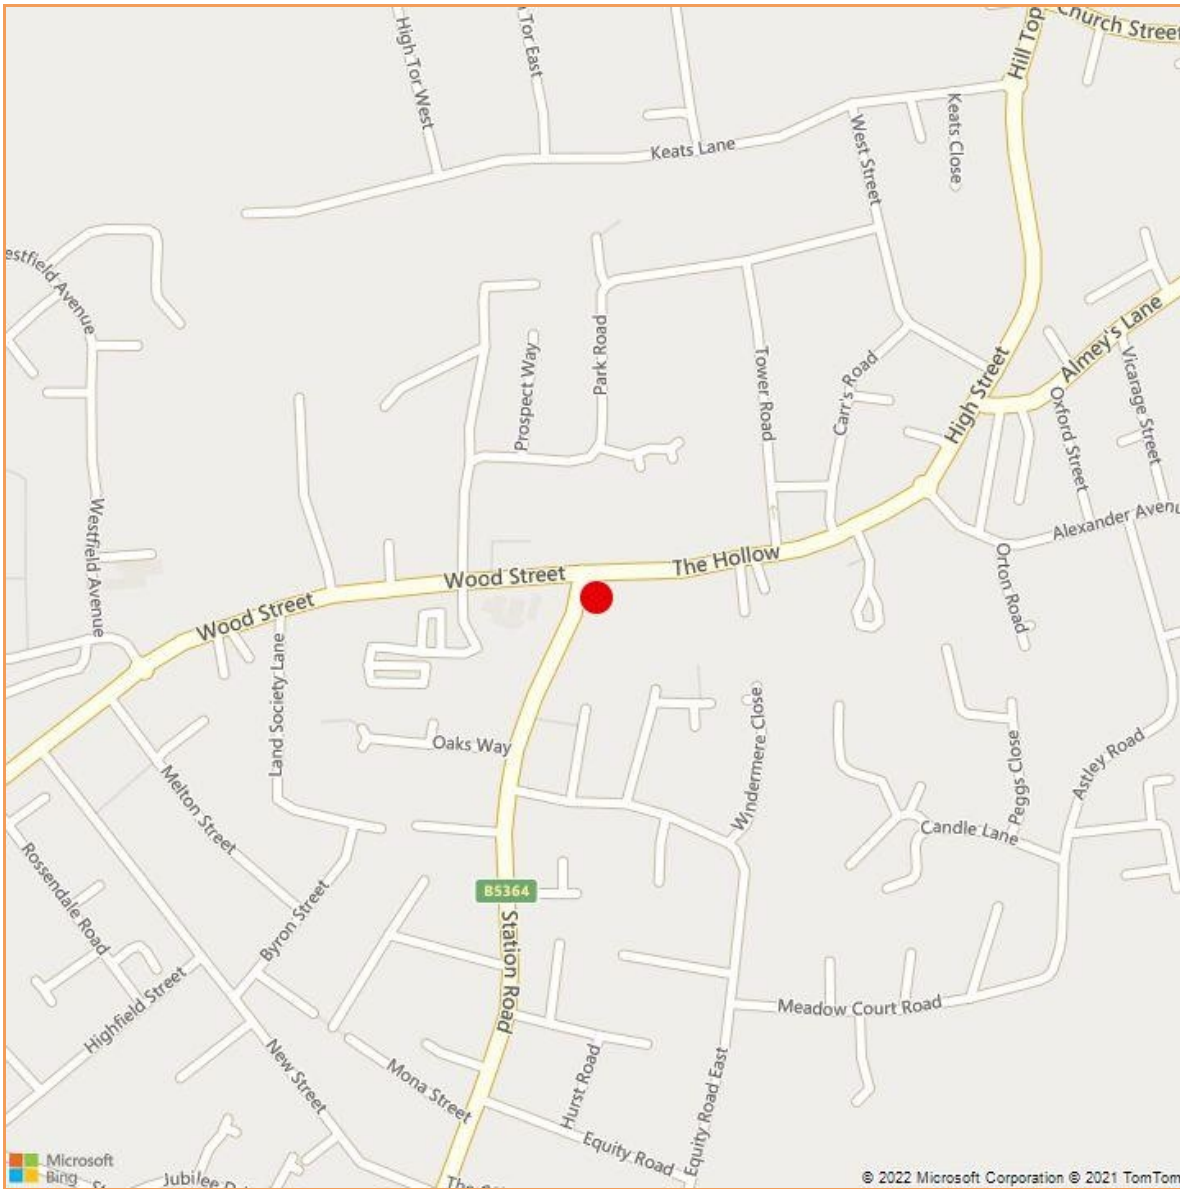 Church Street
Hill Top
High Tor West
Tor East
Keats Lane
Keats Close
West Street
estfield Avenue
Almey's Lane
Park Road
Prospect Way
Tower Road
Carr's Road
High Street
Vicarage Street
Oxford Street
Westfield Avenue
Alexander Avenu
Wood Street
The Hollow
Orton Road
Wood Street
Land Society Lane
Oaks Way
Windermere Close
Peggs Close
Astley Road
Melton Street
Candle Lane
Rossendale Road
B5364
Byron Street
Station Road
Highfield Street
Meadow Court Road
New Street
Mona Street
Hurst Road
Equity Road East
Equity Road
Microsoft
Bing
Jubilee D
The
© 2022 Microsoft Corporation © 2021 TomTom